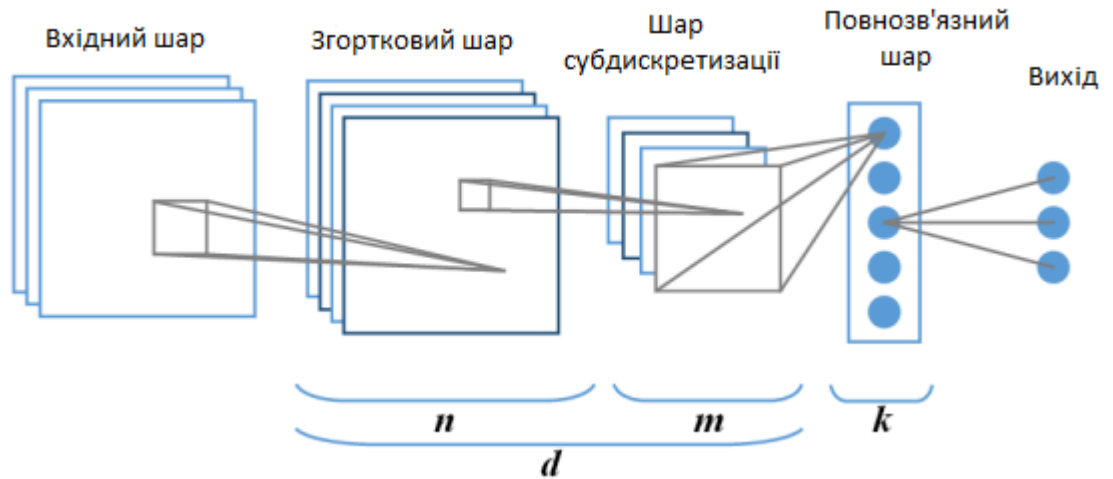 Вхідний шар
Згортковий шар
Шар
субдискретизації
Повнозв'язний
шар
Вихід
n
m
k
d